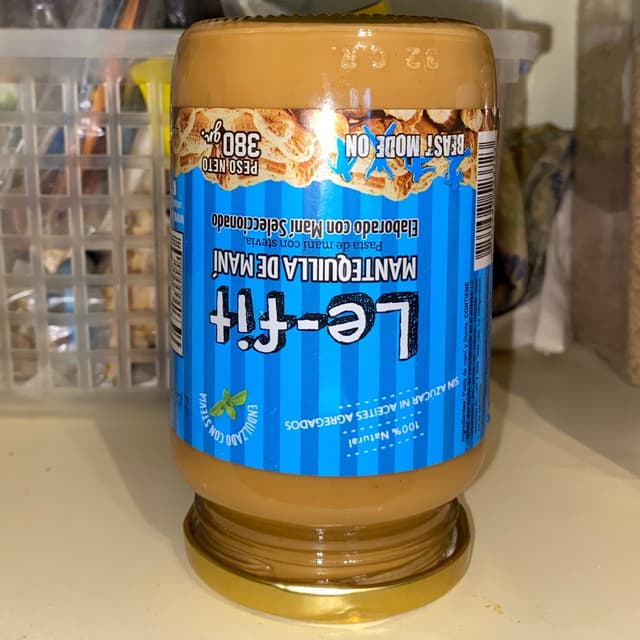 100% Natural
SIN AZUCAR NI ACEITES AGREGADOS
ENDULZADO CON STEVIA
Le-fit
MANTEQUILLA DE MANÍ
Pasta de maní con stevia.
Elaborado con Maní Seleccionado
BEAST MODE ON
PESO NETO
380 gr.
CONTIENE